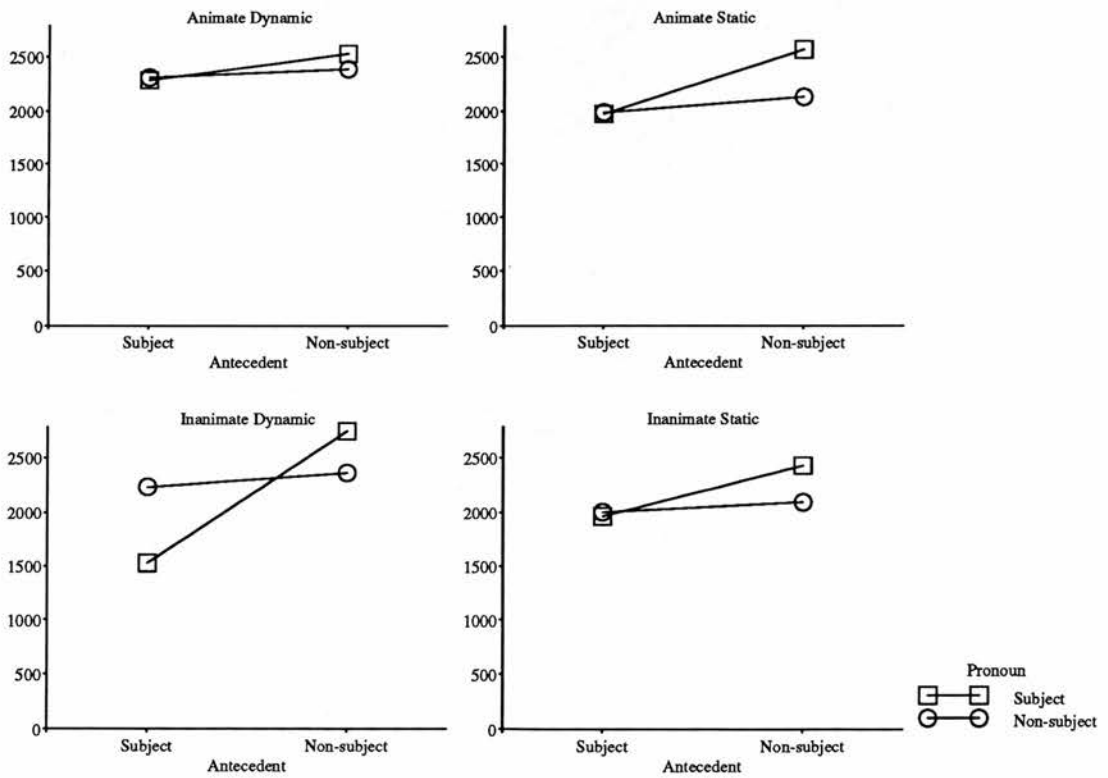 Animate Dynamic
2500
2000
1500
1000
500
0
Subject Non-subject
Antecedent
Animate Static
2500
2000
1500
1000
500
0
Subject Non-subject
Antecedent
Inanimate Dynamic
2500
2000
1500
1000
500
0
Subject Non-subject
Antecedent
Inanimate Static
2500
2000
1500
1000
500
0
Subject Non-subject
Antecedent
Pronoun
Subject
Non-subject